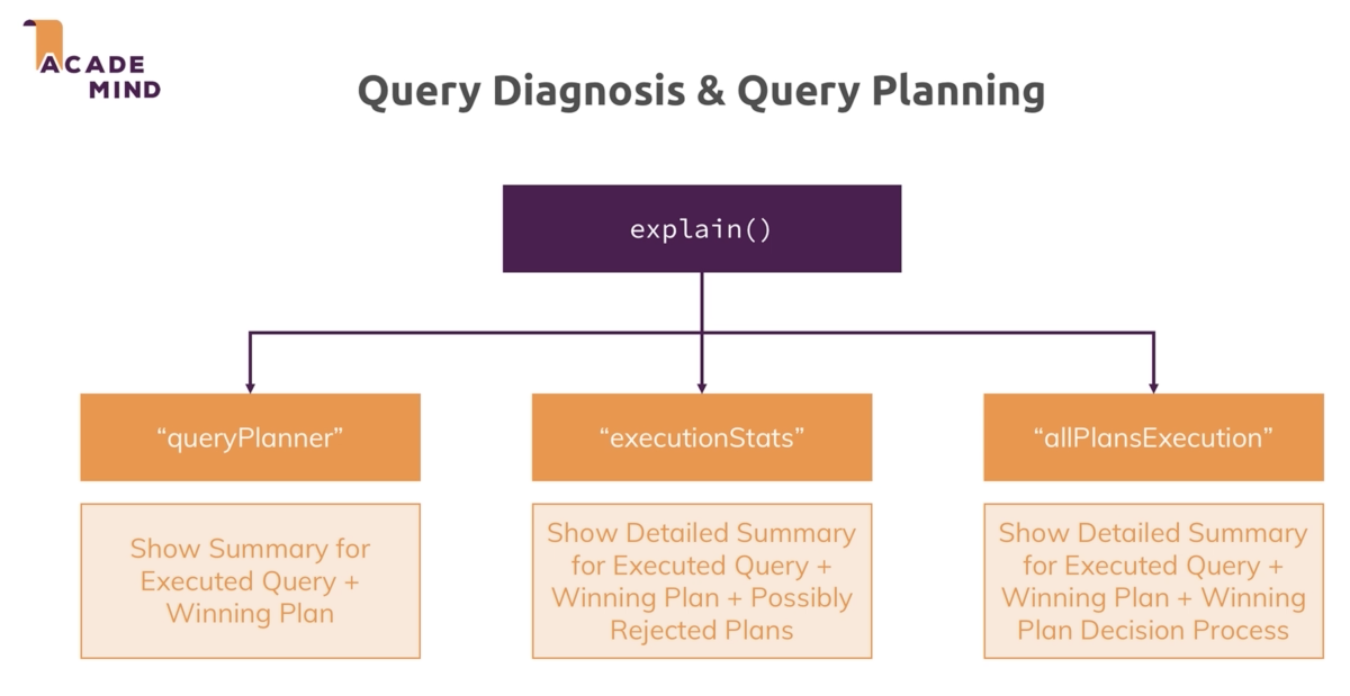 ACADE
MIND
Query Diagnosis & Query Planning
explain()
“queryPlanner”
“executionStats”
“allPlansExecution”
Show Summary for
Executed Query +
Winning Plan
Show Detailed Summary
for Executed Query +
Winning Plan + Possibly
Rejected Plans
Show Detailed Summary
for Executed Query +
Winning Plan + Winning
Plan Decision Process